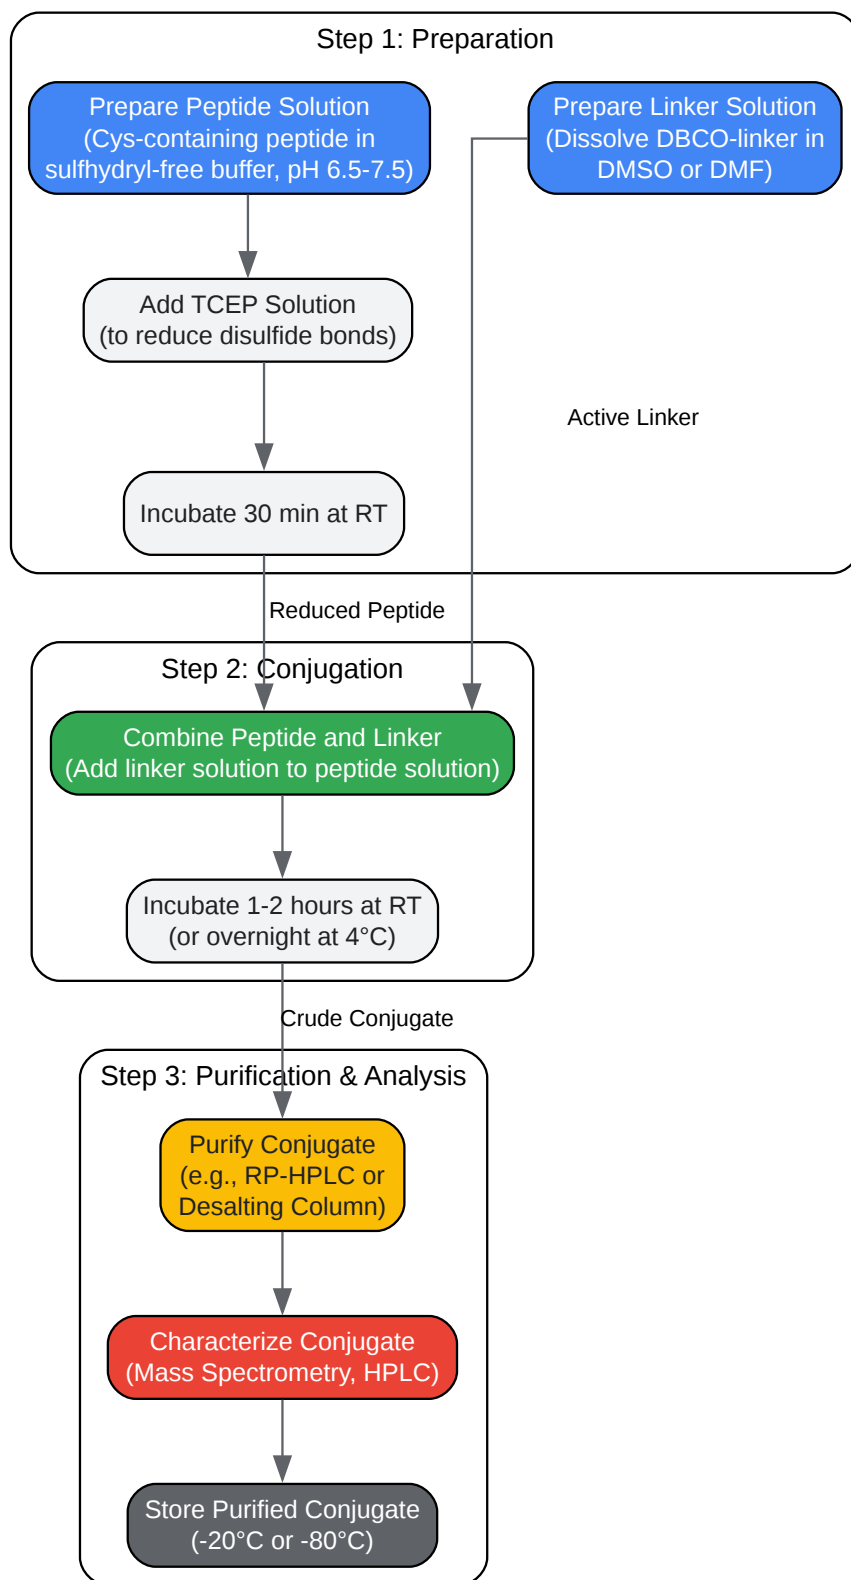 Step 1: Preparation
Prepare Peptide Solution
(Cys-containing peptide in
sulfhydryl-free buffer, pH 6.5-7.5)
Prepare Linker Solution
(Dissolve DBCO-linker in
DMSO or DMF)
Add TCEP Solution
(to reduce disulfide bonds)
Active Linker
Incubate 30 min at RT
Reduced Peptide
Step 2: Conjugation
Combine Peptide and Linker
(Add linker solution to peptide solution)
Incubate 1-2 hours at RT
(or overnight at 4°C)
Crude Conjugate
Step 3: Purification & Analysis
Purify Conjugate
(e.g., RP-HPLC or
Desalting Column)
Characterize Conjugate
(Mass Spectrometry, HPLC)
Store Purified Conjugate
(-20°C or -80°C)